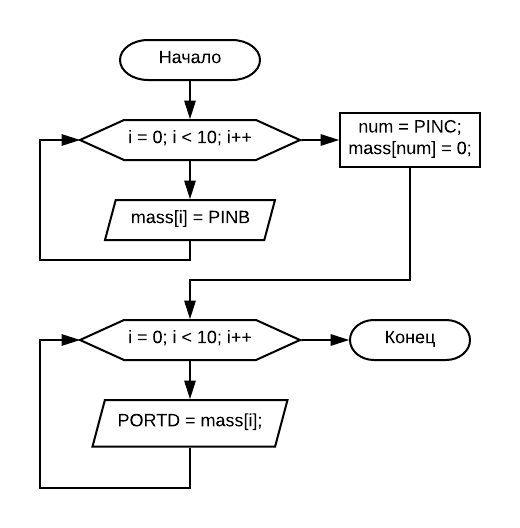 Начало
i = 0; i < 10; i++
num = PINC;
mass[num] = 0;
mass[i] = PINB
i = 0; i < 10; i++
Конец
PORTD = mass[i];